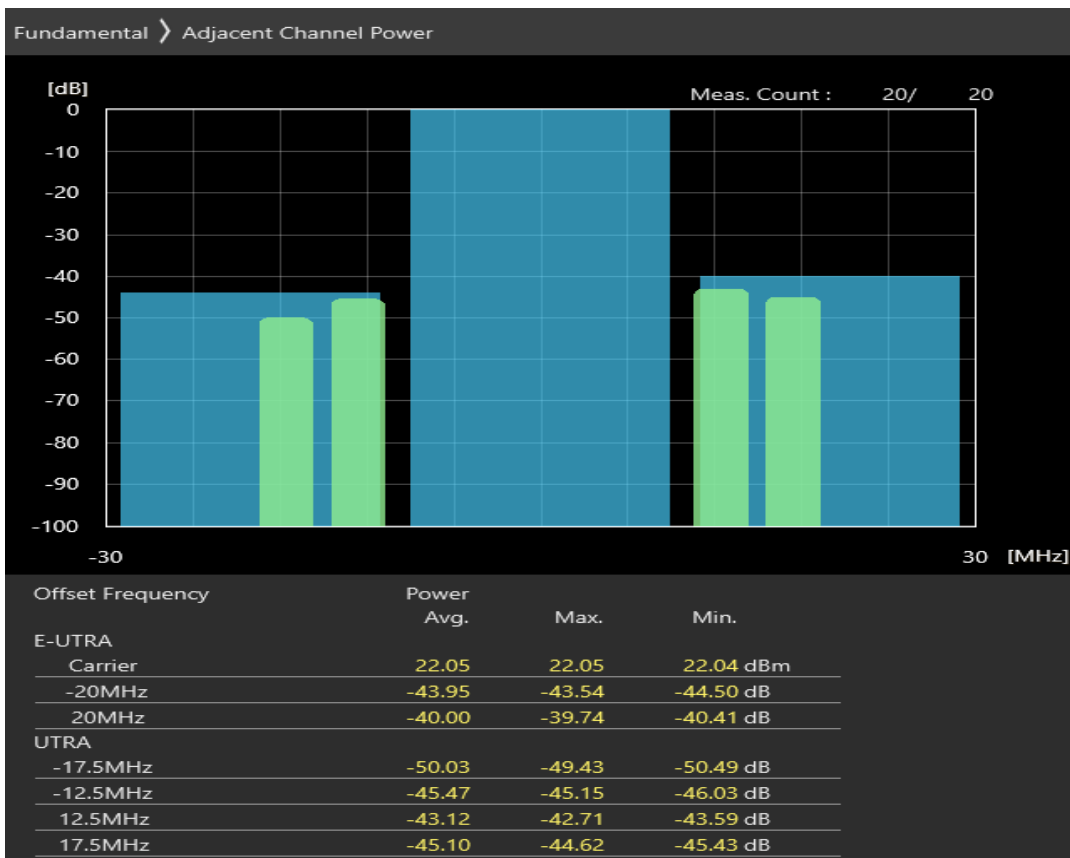 Fundamental 〉 Adjacent Channel Power
[dB]
Meas. Count : 20/ 20
0
-10
-20
-30
-40
-50
-60
-70
-80
-90
-100
-30 30 [MHz]
Offset Frequency Power
Avg. Max. Min.
E-UTRA
Carrier 22.05 22.05 22.04 dBm
-20MHz -43.95 -43.54 -44.50 dB
20MHz -40.00 -39.74 -40.41 dB
UTRA
-17.5MHz -50.03 -49.43 -50.49 dB
-12.5MHz -45.47 -45.15 -46.03 dB
12.5MHz -43.12 -42.71 -43.59 dB
17.5MHz -45.10 -44.62 -45.43 dB